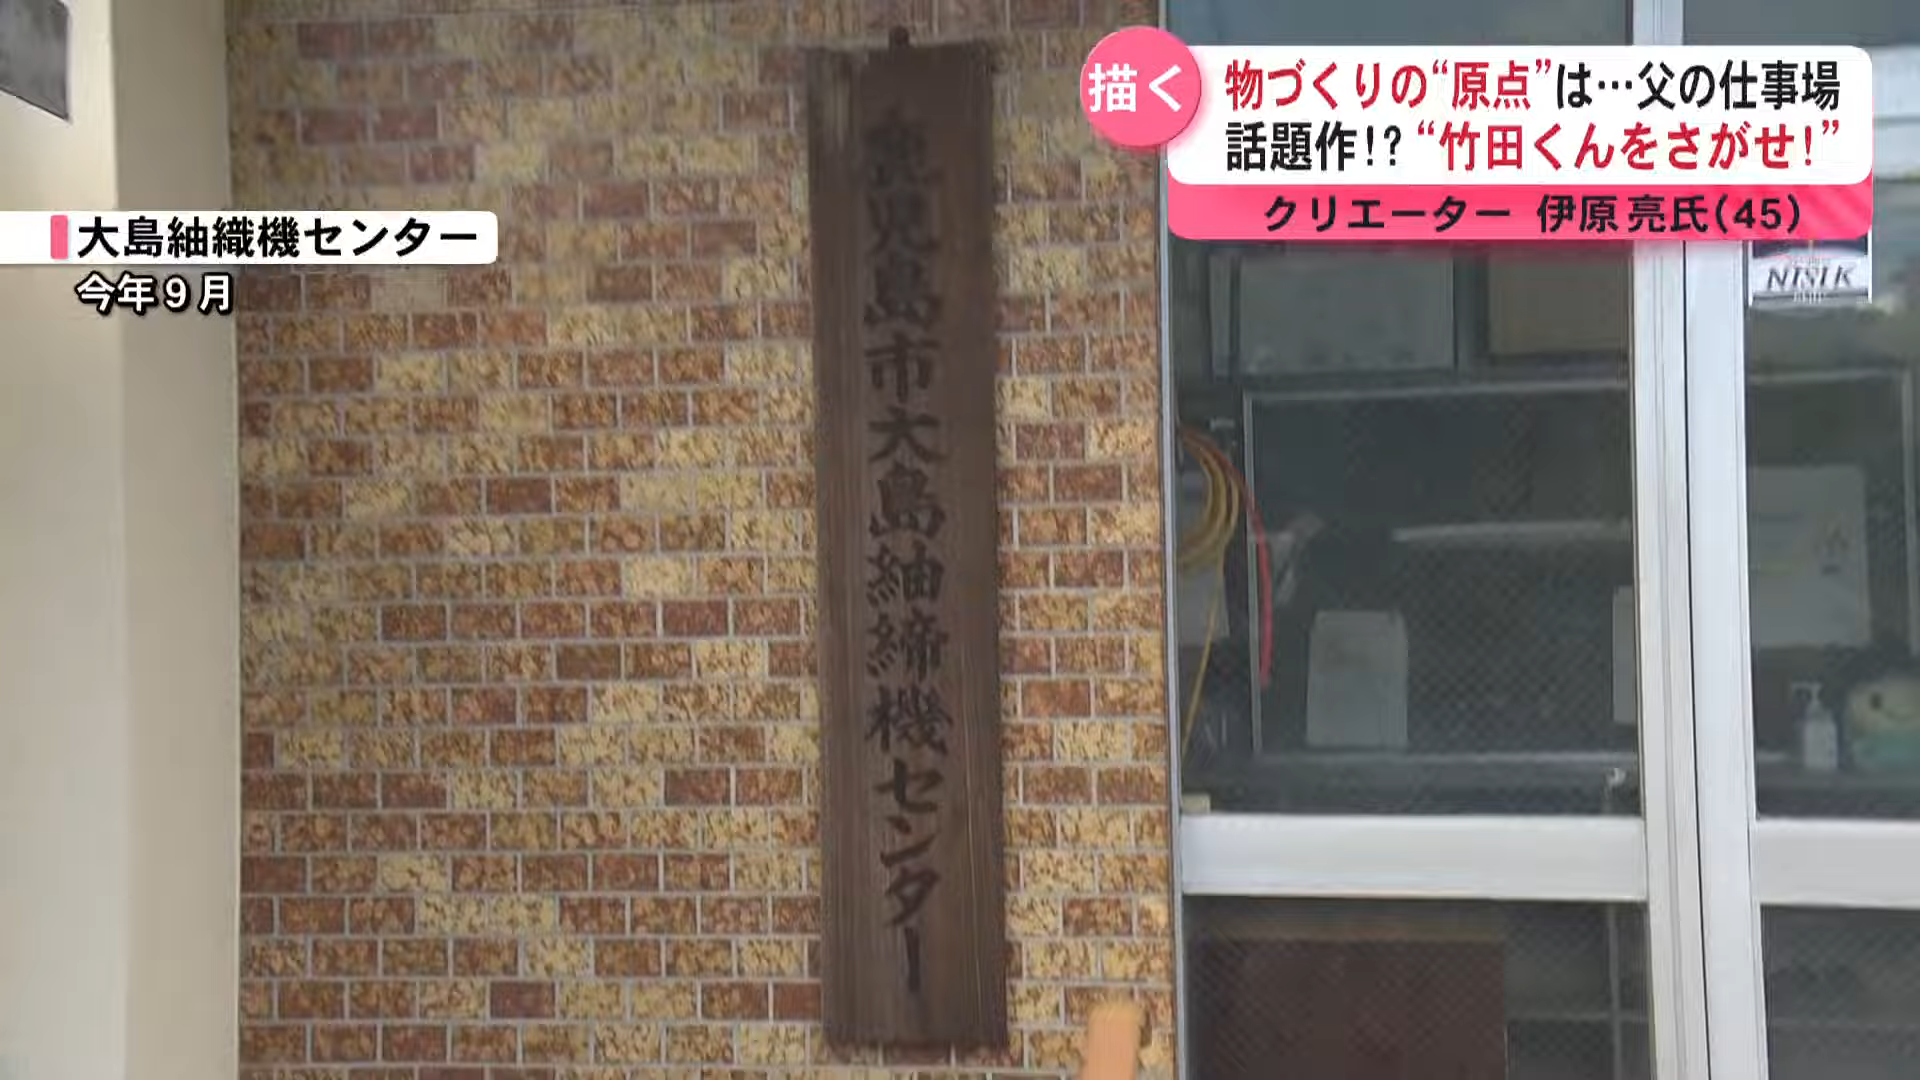 描く
物づくりの“原点”は…父の仕事場
話題作!?“竹田くんをさがせ!”
クリエーター 伊原亮氏(45)
大島紬織機センター
今年9月
鹿児島市大島紬締機センター